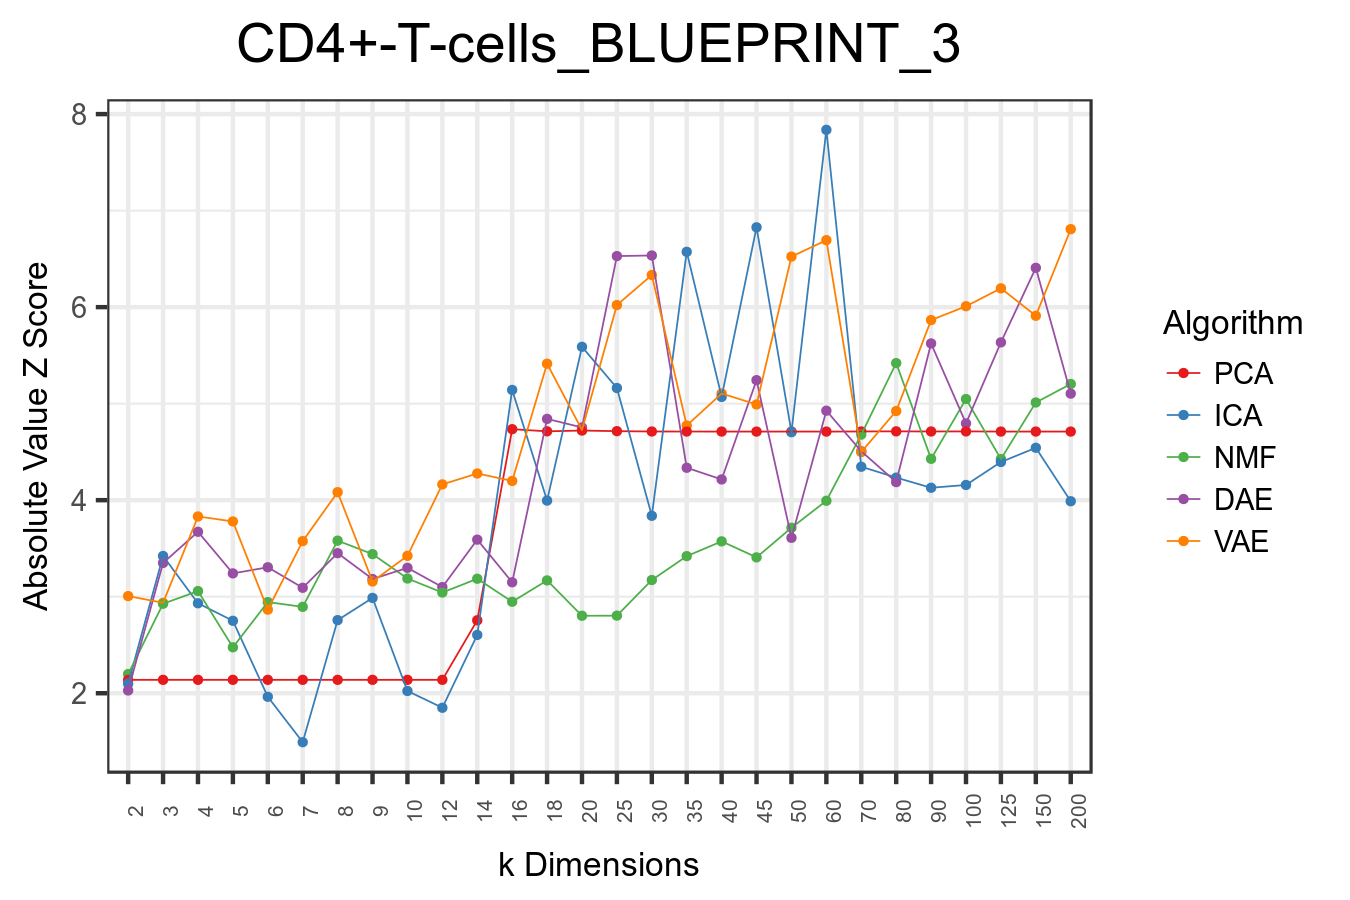 CD4+-T-cells_BLUEPRINT_3
Absolute Value Z Score
8
6
4
2
2 3 4 5 6 7 8 9 10 12 14 16 18 20 25 30 35 40 45 50 60 70 80 90 100 125 150 200
k Dimensions
Algorithm
PCA
ICA
NMF
DAE
VAE